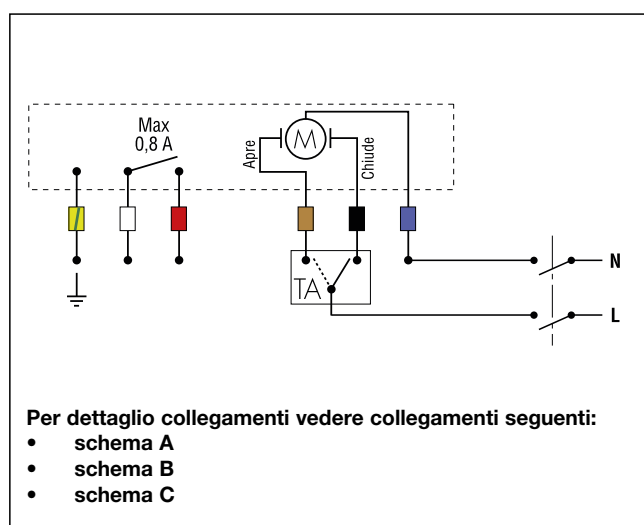 Max
0,8 A
Apre
M
Chiude
TA
N
L
Per dettaglio collegamenti vedere collegamenti seguenti:
• schema A
• schema B
• schema C